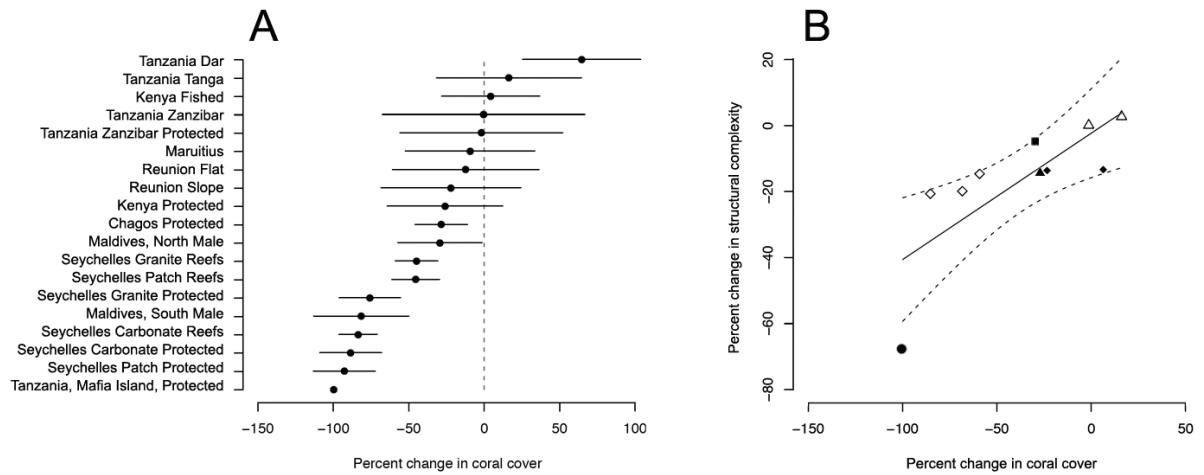 A
Tanzania Dar
Tanzania Tanga
Kenya Fished
Tanzania Zanzibar
Tanzania Zanzibar Protected
Maruitius
Reunion Flat
Reunion Slope
Kenya Protected
Chagos Protected
Maldives, North Male
Seychelles Granite Reefs
Seychelles Patch Reefs
Seychelles Granite Protected
Maldives, South Male
Seychelles Carbonate Reefs
Seychelles Carbonate Protected
Seychelles Patch Protected
Tanzania, Mafia Island, Protected
−150 −100 −50 0 50 100
Percent change in coral cover
B
Percent change in structural complexity
20
0
−20
−40
−60
−80
−150 −100 −50 0 50
Percent change in coral cover